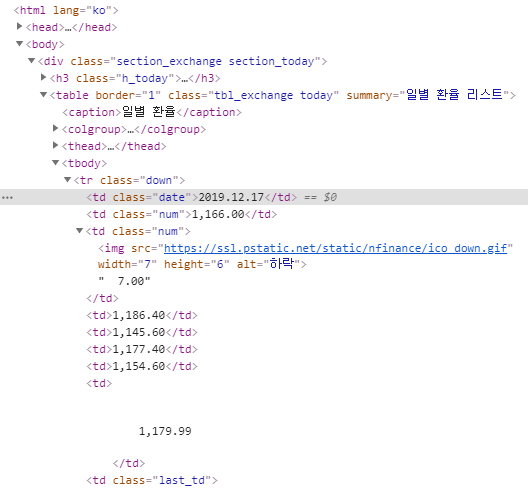 <html lang="ko">
<head>…</head>
<body>
<div class="section_exchange section_today">
<h3 class="h_today">…</h3>
<table border="1" class="tbl_exchange today" summary="일별 환율 리스트">
<caption>일별 환율</caption>
<colgroup>…</colgroup>
<thead>…</thead>
<tbody>
<tr class="down">
<td class="date">2019.12.17</td> == $0
<td class="num">1,166.00</td>
<td class="num">
<img src="https://ssl.pstatic.net/static/nfinance/ico_down.gif"
width="7" height="6" alt="하락">
"  7.00"
</td>
<td>1,186.40</td>
<td>1,145.60</td>
<td>1,177.40</td>
<td>1,154.60</td>
<td>
1,179.99
</td>
<td class="last_td">